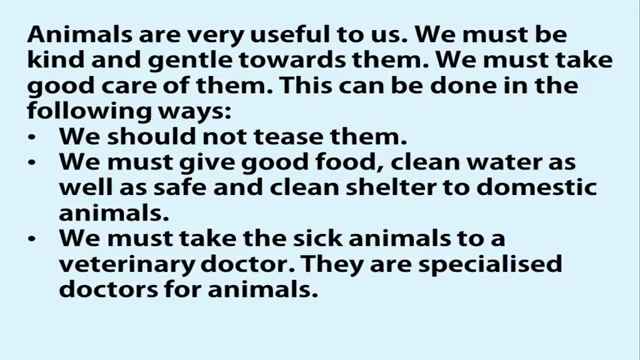 Animals are very useful to us. We must be
kind and gentle towards them. We must take
good care of them. This can be done in the
following ways:
• We should not tease them.
• We must give good food, clean water as
well as safe and clean shelter to domestic
animals.
• We must take the sick animals to a
veterinary doctor. They are specialised
doctors for animals.